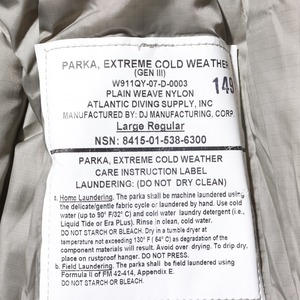 PARKA, EXTREME COLD WEATHER
(GEN III)
149
W911QY-07-D-0003
PLAIN WEAVE NYLON
ATLANTIC DIVING SUPPLY, INC
MANUFACTURED BY: DJ MANUFACTURING, CORP.
Large Regular
NSN: 8415-01-538-6300
PARKA, EXTREME COLD WEATHER
CARE INSTRUCTION LABEL
LAUNDERING: (DO NOT DRY CLEAN)
a. Home Laundering. The parka shall be machine laundered using
the delicate/gentle fabric cycle or laundered by hand. Use cold
water (up to 90° F/32° C) and cold water laundry detergent (i.e.,
Liquid Tide or Era Plus). Rinse in clean, cold water.
DO NOT STARCH OR BLEACH. Dry in a tumble dryer at
temperature not exceeding 130° F (64° C) as degradation of the
component materials will result. Avoid over drying. To drip dry,
place on rustproof hanger. DO NOT PRESS.
b. Field Laundering. The parka shall be field laundered using
Formula II of FM 42-414, Appendix E.
DO NOT STARCH OR BLEACH.